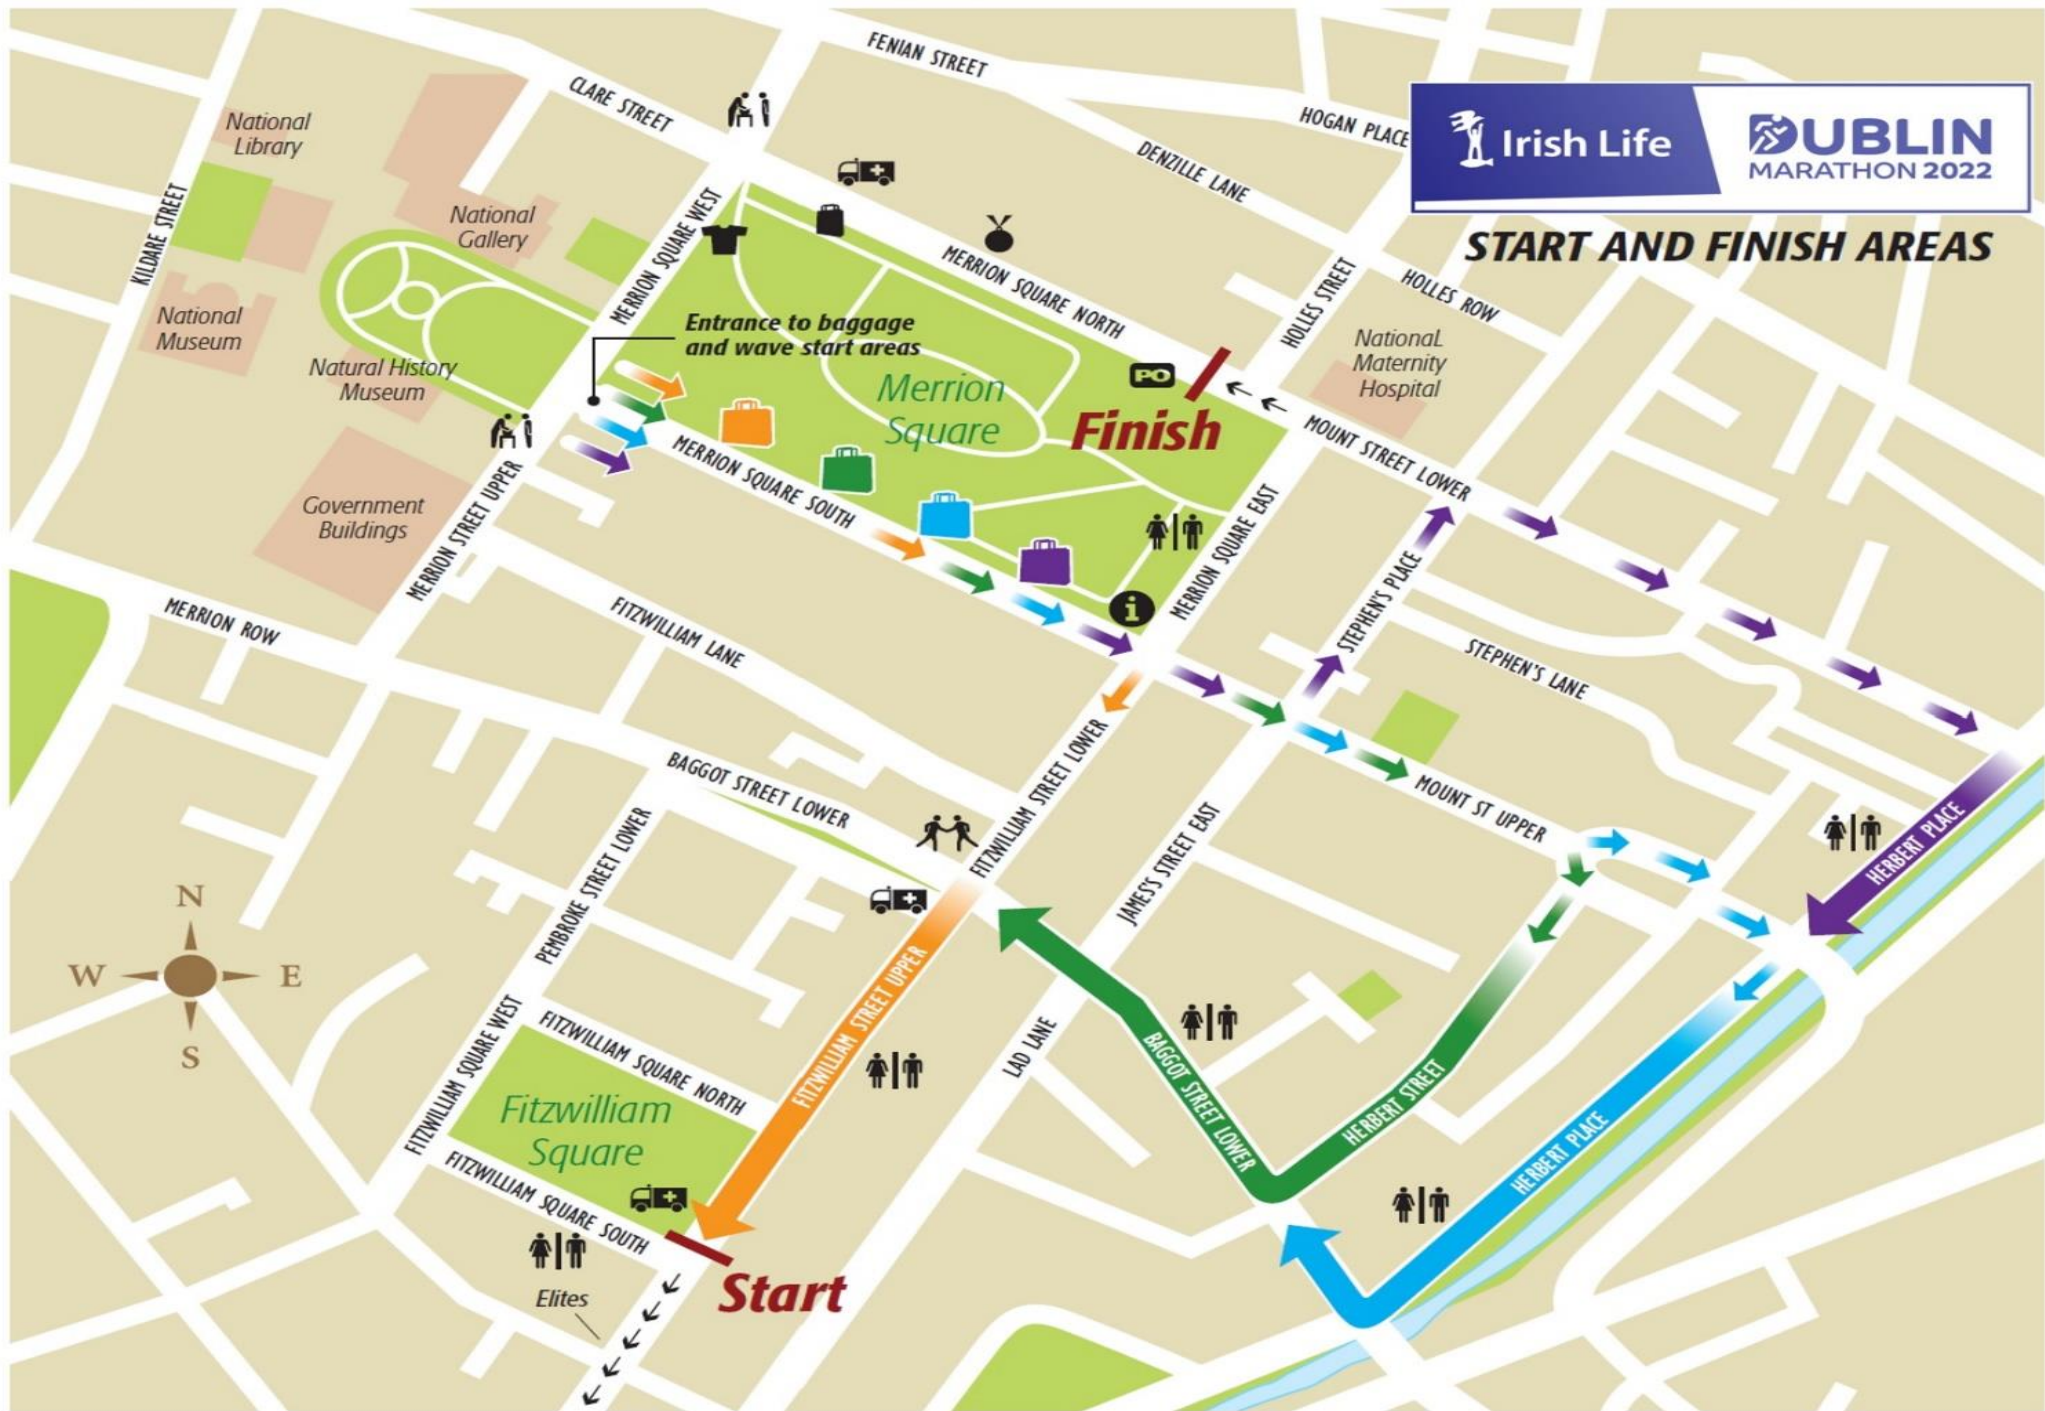 FENIAN STREET
CLARE STREET
HOGAN PLACE
Irish Life
DUBLIN
MARATHON 2022
START AND FINISH AREAS
National
Library
DENZILLE LANE
KILDARE STREET
National
Gallery
MERRION SQUARE WEST
MERRION SQUARE NORTH
HOLLES STREET
HOLLES ROW
National
Museum
Entrance to baggage
and wave start areas
NationaL
Maternity
Hospital
Natural History
Museum
Merrion
Square
PO
Finish
MOUNT STREET LOWER
MERRION SQUARE SOUTH
Government
Buildings
MERRION STREET UPPER
MERRION SQUARE EAST
i
STEPHEN'S PLACE
MERRION ROW
FITZWILLIAM LANE
STEPHEN'S LANE
BAGGOT STREET LOWER
FITZWILLIAM STREET LOWER
MOUNT ST UPPER
JAMES'S STREET EAST
HERBERT PLACE
PEMBROKE STREET LOWER
N
W
E
S
FITZWILLIAM STREET UPPER
FITZWILLIAM SQUARE WEST
FITZWILLIAM SQUARE NORTH
LAD LANE
BAGGOT STREET LOWER
HERBERT STREET
HERBERT PLACE
Fitzwilliam
Square
FITZWILLIAM SQUARE SOUTH
Start
Elites